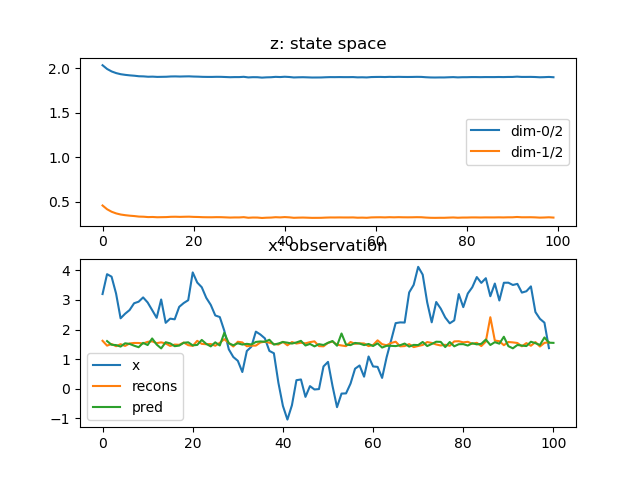 z: state space
2.0
1.5
1.0
0.5
dim-0/2
dim-1/2
0 20 40 60 80 100
x: observation
4
3
2
1
0
−1
x
recons
pred
0 20 40 60 80 100